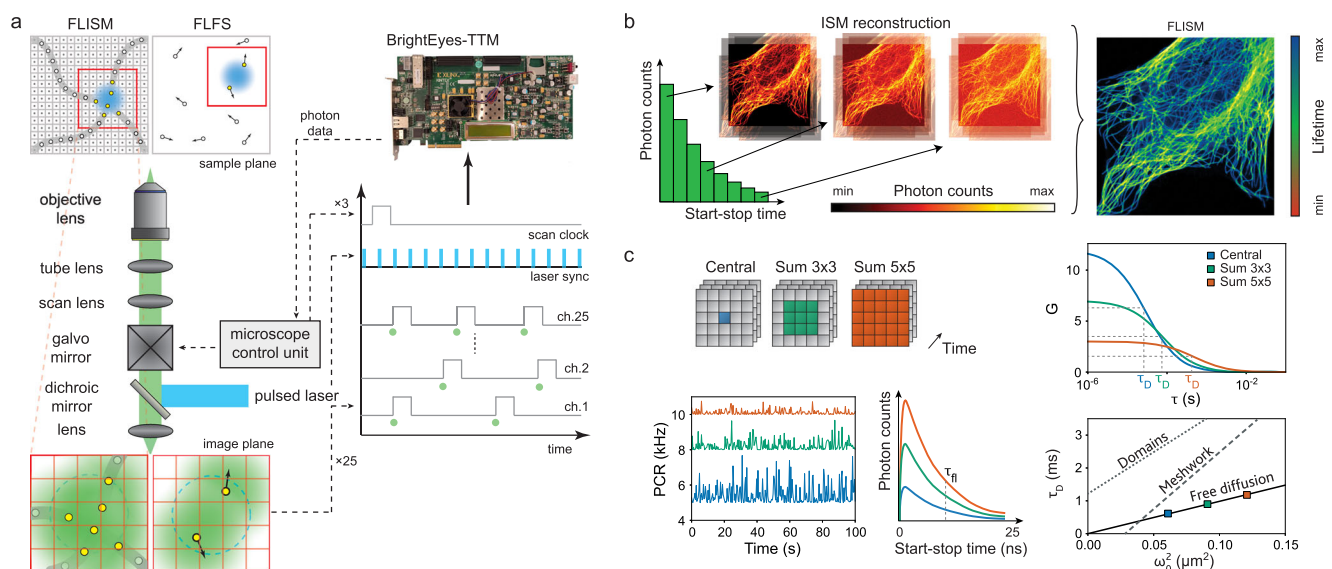 a
FLISM
FLFS
sample plane
objective
lens
tube lens
scan lens
galvo
mirror
dichroic
mirror
lens
pulsed laser
image plane
BrightEyes-TTM
photon
data
microscope
control unit
×3
×25
scan clock
laser sync
ch.25
ch.2
ch.1
time
b
ISM reconstruction
Photon counts
Start-stop time
min
Photon counts
max
FLISM
max
Lifetime
min
c
Central
Sum 3x3
Sum 5x5
Time
PCR (kHz)
10
8
6
4
0
20
40
60
80
100
Time (s)
Photon counts
τfl
0
25
Start-stop time (ns)
G
10
5
0
Central
Sum 3x3
Sum 5x5
τD
τD
τD
10⁻⁶
10⁻²
τ (s)
τD (ms)
3
2
1
0
Domains
Meshwork
Free diffusion
0.00
0.05
0.10
0.15
ω₀² (µm²)